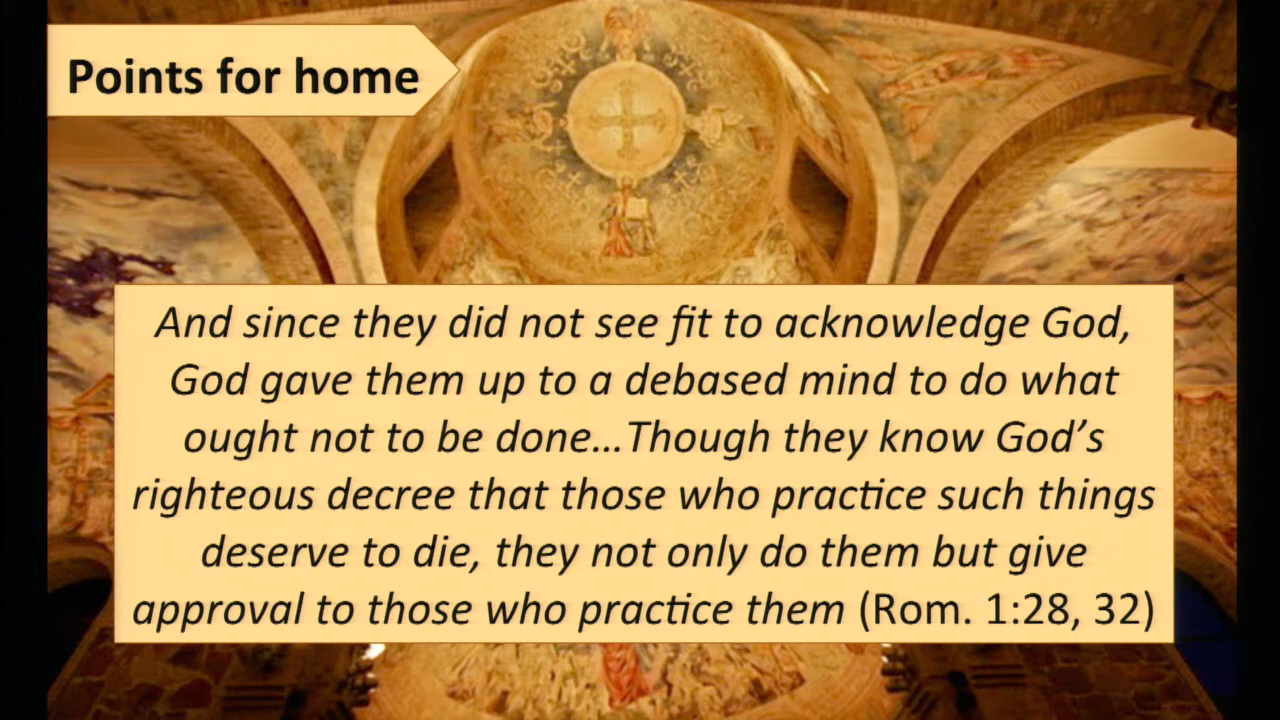 Points for home
And since they did not see fit to acknowledge God,
God gave them up to a debased mind to do what
ought not to be done…Though they know God’s
righteous decree that those who practice such things
deserve to die, they not only do them but give
approval to those who practice them (Rom. 1:28, 32)